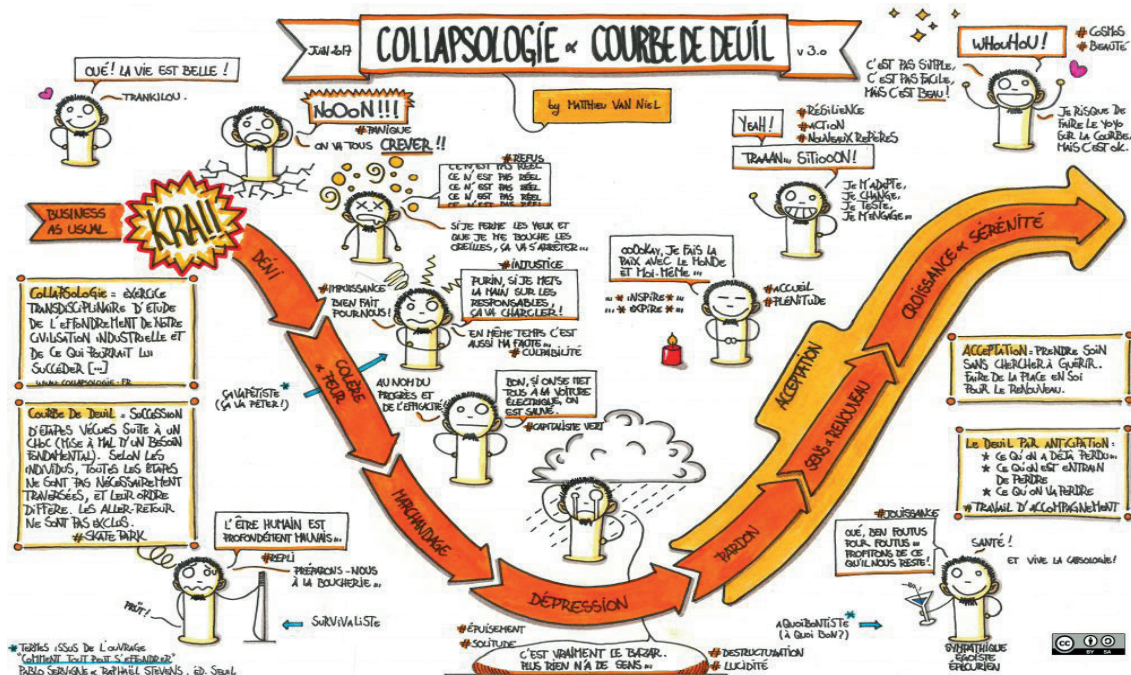 JUIN 2017
COLLAPSOLOGIE & COURBE DE DEUIL
V 3.0
by MATTHIEU VAN NIEL
OUÉ! LA VIE EST BELLE!
TRANKILOU.
NOOON!!!
#PANIQUE
ON VA TOUS CREVER!!
#REFUS
CE N'EST PAS RÉEL
CE N'EST PAS RÉEL
CE N'EST PAS RÉEL
CE N'EST PAS RÉEL
CE N'EST PAS RÉEL
SI JE FERME LES YEUX ET
QUE JE ME BOUCHE LES
OREILLES, ÇA VA S'ARRÊTER...
BUSINESS
AS USUAL
KRAII
DÉNI
COLÈRE
& PEUR
MARCHANDAGE
DÉPRESSION
PARDON
SENS & RENOUVEAU
ACCEPTATION
CROISSANCE & SÉRÉNITÉ
COLLAPSOLOGIE = EXERCICE
TRANSDISCIPLINAIRE D'ÉTUDE
DE L'EFFONDREMENT DE NOTRE
CIVILISATION INDUSTRIELLE ET
DE CE QUI POURRAIT LUI
SUCCÉDER [...]
WWW.COLLAPSOLOGIE.FR
COURBE DE DEUIL = SUCCESSION
D'ÉTAPES VÉCUES SUITE À UN
CHOC (MISE À MAL D'UN BESOIN
FONDAMENTAL). SELON LES
INDIVIDUS, TOUTES LES ÉTAPES
NE SONT PAS NÉCESSAIREMENT
TRAVERSÉES, ET LEUR ORDRE
DIFFÈRE. LES ALLER-RETOUR
NE SONT PAS EXCLUS.
#SKATE PARK
#IMPUISSANCE
BIEN FAIT
POUR NOUS!
#INJUSTICE
PURIN, SI JE METS
LA MAIN SUR LES
RESPONSABLES,
ÇA VA CHARCLER!
EN MÊME TEMPS C'EST
AUSSI MA FAUTE...
#CULPABILITÉ
ÇAVAPÉTISTE*
(ÇA VA PÉTER!)
AU NOM DU
PROGRÈS ET
DE L'EFFICACITÉ
BON, SI ON SE MET
TOUS À LA VOITURE
ÉLECTRIQUE, ON
EST SAUVÉ.
#CAPITALISME VERT
L'ÊTRE HUMAIN EST
PROFONDÉMENT MAUVAIS...
#REPLI
PRÉPARONS-NOUS
À LA BOUCHERIE...
PRÛT!
SURVIVALISTE
* TERMES ISSUS DE L'OUVRAGE
"COMMENT TOUT PEUT S'EFFONDRER"
PABLO SERVIGNE & RAPHAËL STEVENS. ED. SEUIL
#ÉPUISEMENT
#SOLITUDE
C'EST VRAIMENT LE BAZAR..
PLUS RIEN N'A DE SENS...
#DESTRUCTURATION
#LUCIDITÉ
OOOKAY, JE FAIS LA
PAIX AVEC LE MONDE
ET MOI-MÊME...
... *INSPIRE* ...
... *EXPIRE* ...
#ACCUEIL
#PLÉNITUDE
YEAH!
TRAAAN... SITIOOON!
#RÉSILIENCE
#ACTION
#NOUVEAUX REPÈRES
JE M'ADAPTE,
JE CHANGE,
JE TESTE,
JE M'ENGAGE...
WHOUHOU!
#COSMOS
#BEAUTÉ
C'EST PAS SIMPLE,
C'EST PAS FACILE,
MAIS C'EST BEAU!
JE RISQUE DE
FAIRE LE YOYO
SUR LA COURBE,
MAIS C'EST OK.
ACCEPTATION = PRENDRE SOIN
SANS CHERCHER À GUÉRIR.
FAIRE DE LA PLACE EN SOI
POUR LE RENOUVEAU.
LE DEUIL PAR ANTICIPATION:
* CE QU'ON A DÉJÀ PERDU...
* CE QU'ON EST ENTRAIN
DE PERDRE
* CE QU'ON VA PERDRE
#TRAVAIL D'ACCOMPAGNEMENT
#JOUISSANCE
OUÉ, BEN FOUTUS
POUR FOUTUS...
PROFITONS DE CE
QU'IL NOUS RESTE!
SANTÉ!
ET VIVE LA
AQUOIBONTISTE*
(À QUOI BON?)
SYMPATHIQUE
ÉGOÏSTE
ÉPICURIEN
CC BY SA